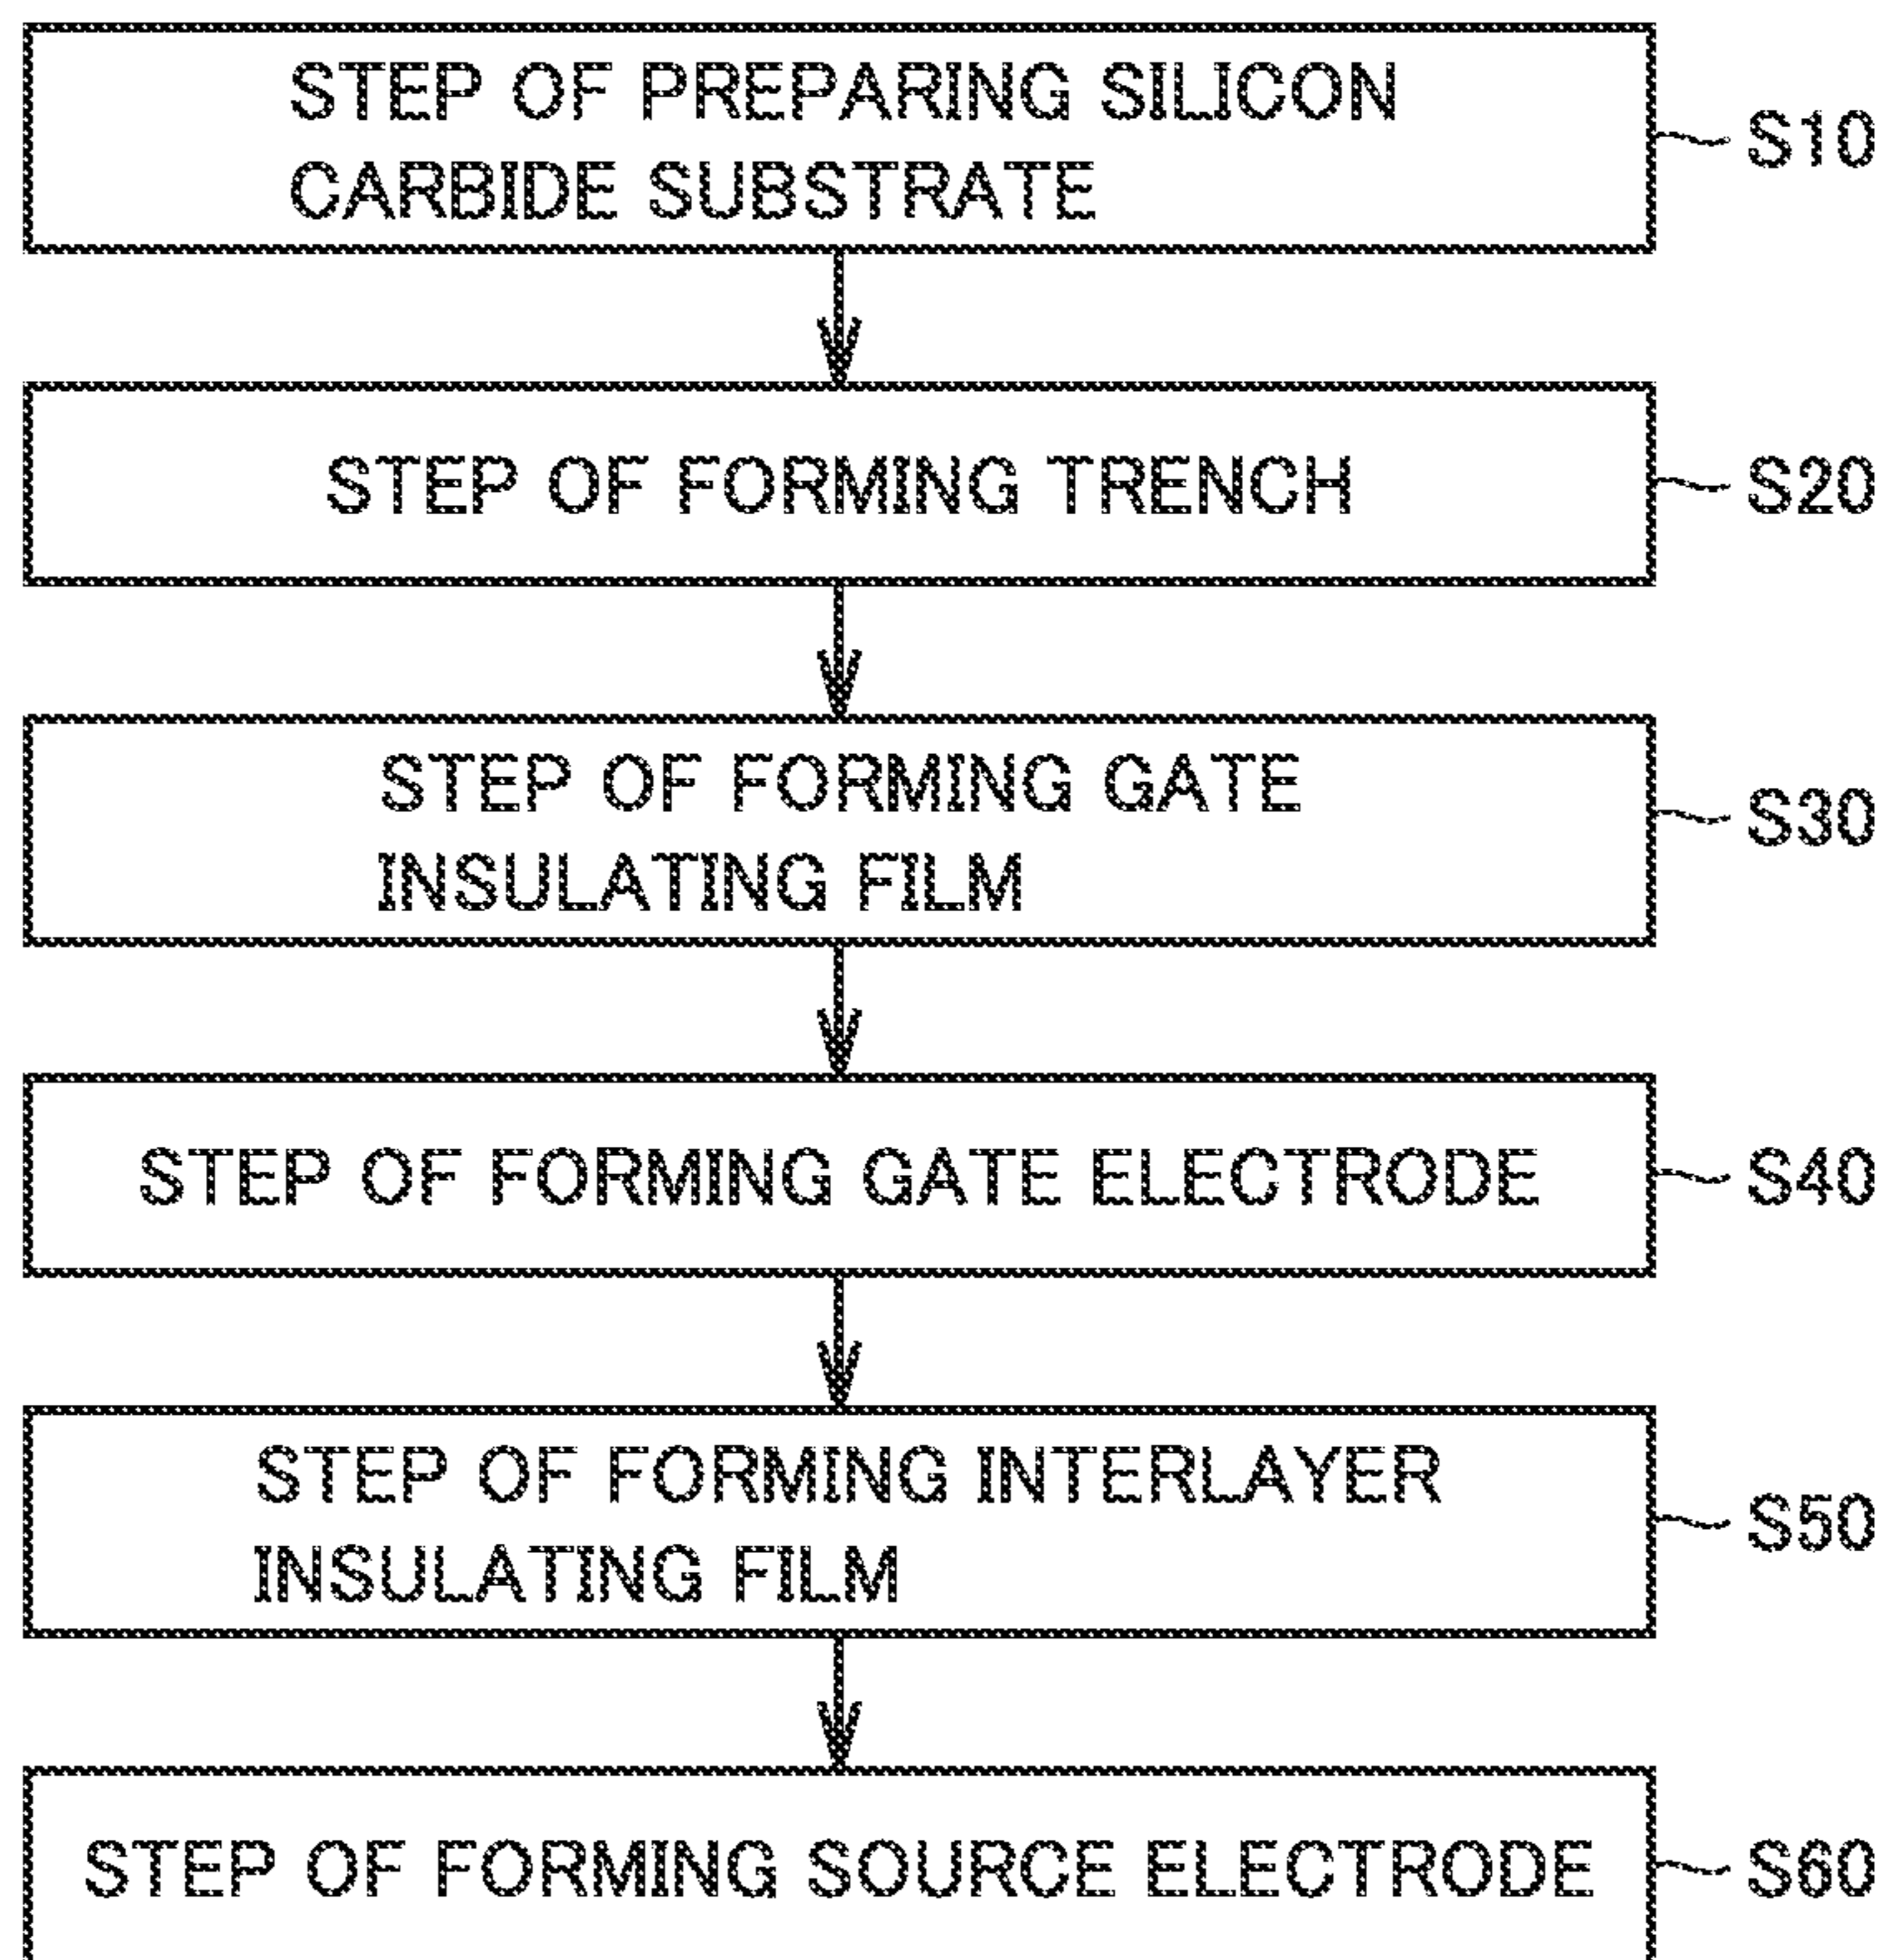 STEP OF PREPARING SILICON
CARBIDE SUBSTRATE
S10
STEP OF FORMING TRENCH
S20
STEP OF FORMING GATE
INSULATING FILM
S30
STEP OF FORMING GATE ELECTRODE
S40
STEP OF FORMING INTERLAYER
INSULATING FILM
S50
STEP OF FORMING SOURCE ELECTRODE
S60